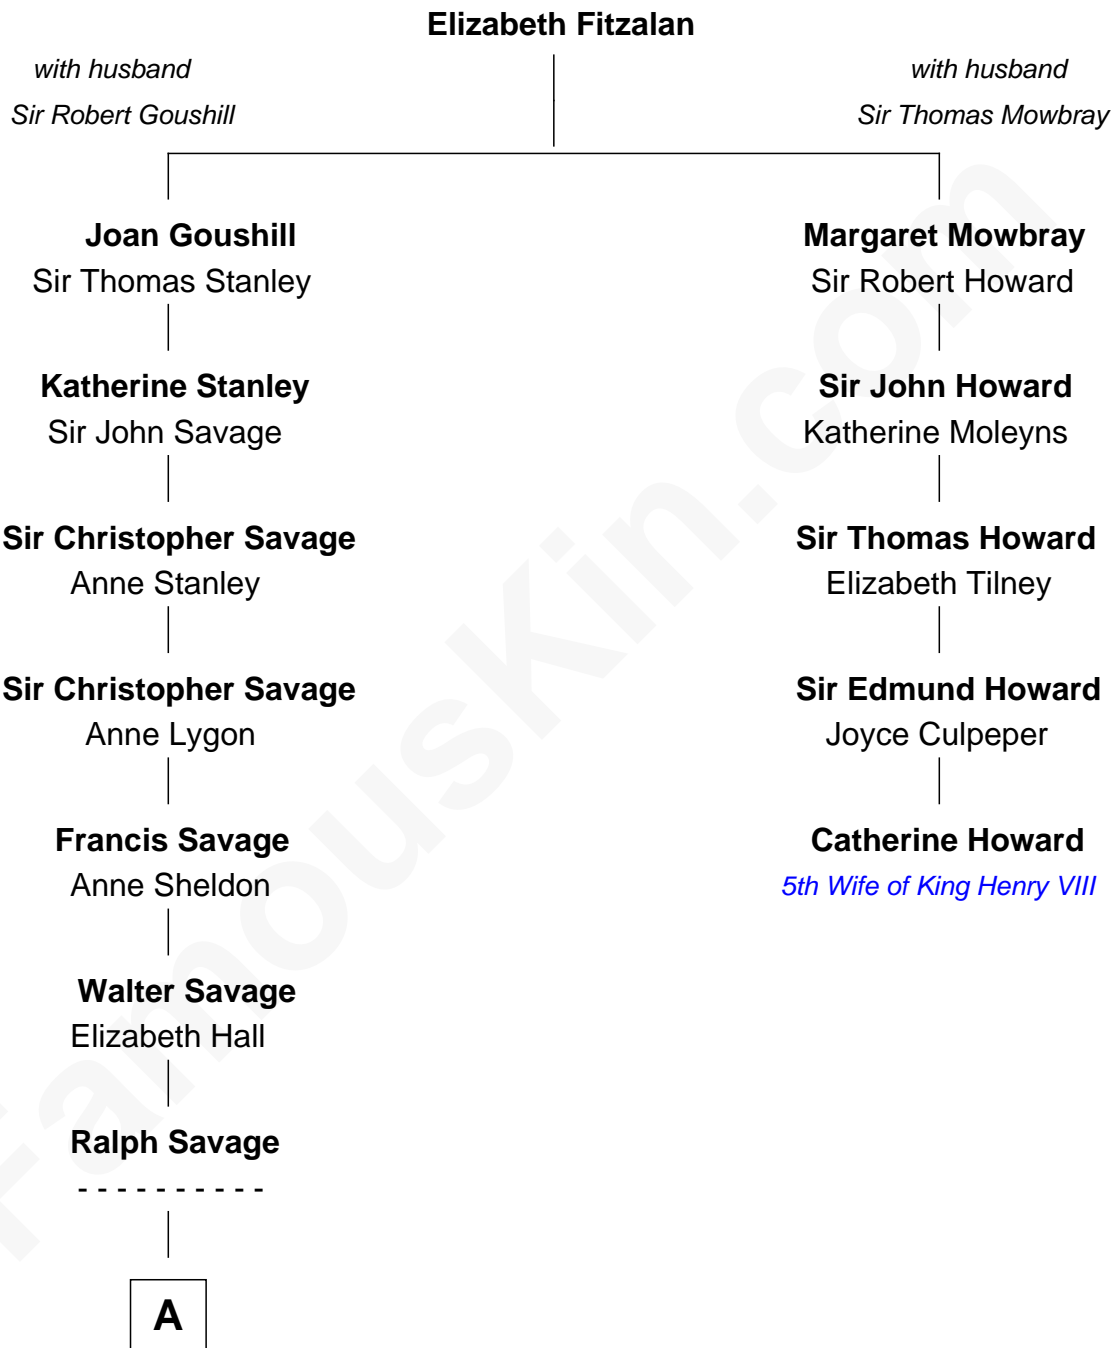 Elizabeth Fitzalan
with husband
Sir Robert Goushill
with husband
Sir Thomas Mowbray
Joan Goushill
Sir Thomas Stanley
Margaret Mowbray
Sir Robert Howard
Katherine Stanley
Sir John Savage
Sir John Howard
Katherine Moleyns
Sir Christopher Savage
Anne Stanley
Sir Thomas Howard
Elizabeth Tilney
Sir Christopher Savage
Anne Lygon
Sir Edmund Howard
Joyce Culpeper
Francis Savage
Anne Sheldon
Catherine Howard
5th Wife of King Henry VIII
Walter Savage
Elizabeth Hall
Ralph Savage
- - - - - - - - - -
A
FamousKin.com